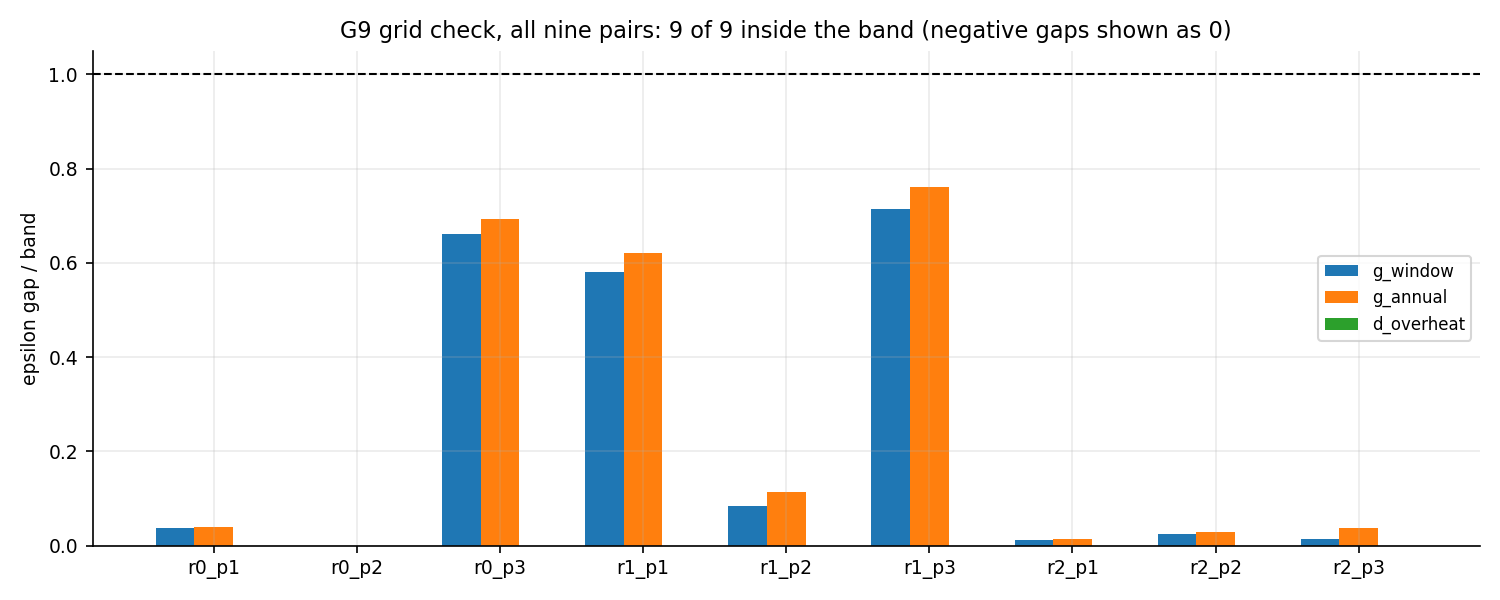 G9 grid check, all nine pairs: 9 of 9 inside the band (negative gaps shown as 0)
epsilon gap / band
1.0
0.8
0.6
0.4
0.2
0.0
g_window
g_annual
d_overheat
r0_p1 r0_p2 r0_p3 r1_p1 r1_p2 r1_p3 r2_p1 r2_p2 r2_p3